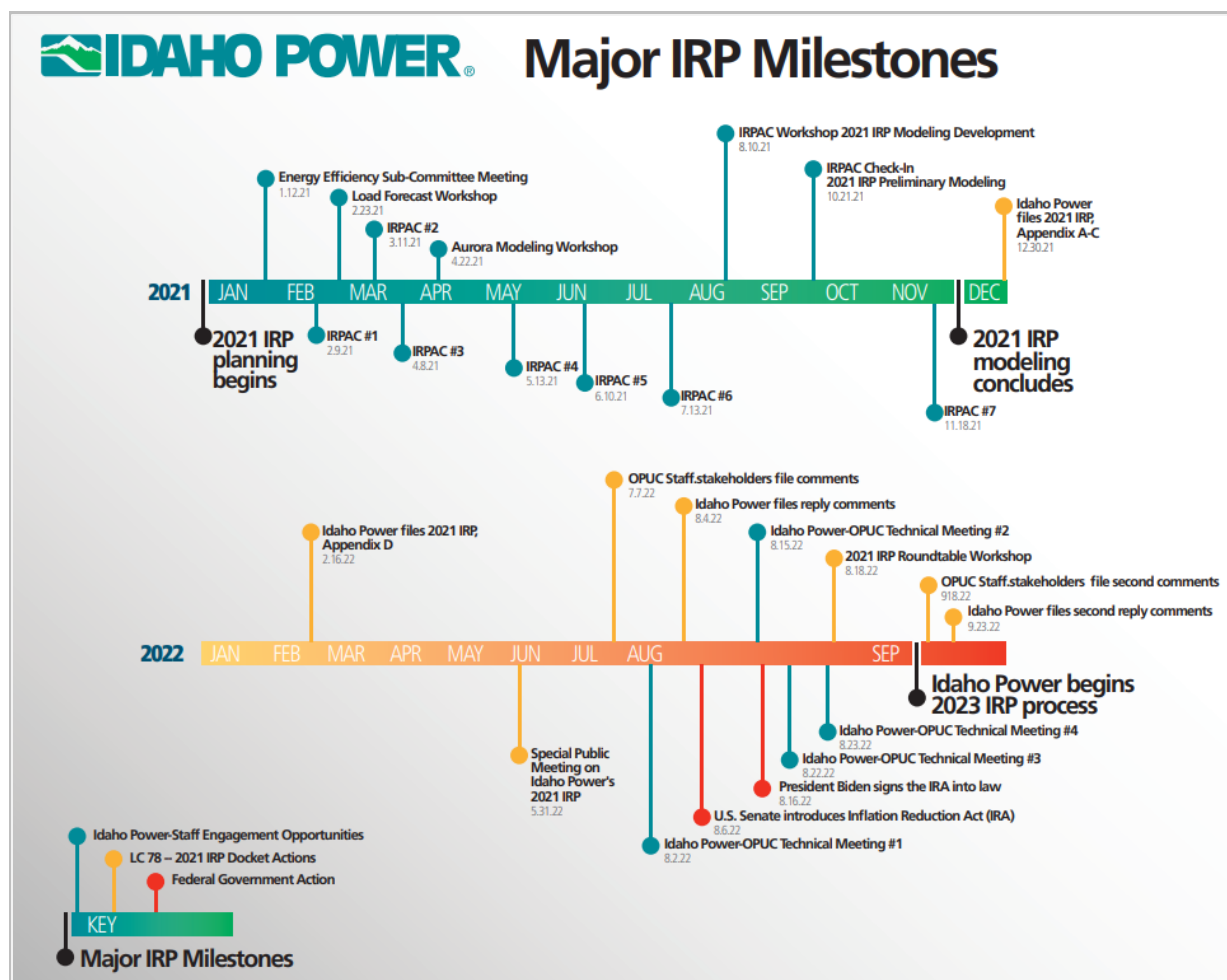 IDAHO POWER®
Major IRP Milestones
IRPAC Workshop 2021 IRP Modeling Development
8.10.21
Energy Efficiency Sub-Committee Meeting
1.12.21
IRPAC Check-In
2021 IRP Preliminary Modeling
10.21.21
Load Forecast Workshop
2.23.21
Idaho Power
files 2021 IRP,
Appendix A-C
12.30.21
IRPAC #2
3.11.21
Aurora Modeling Workshop
4.22.21
2021 JAN FEB MAR APR MAY JUN JUL AUG SEP OCT NOV DEC
2021 IRP
planning
begins
IRPAC #1
2.9.21
IRPAC #3
4.8.21
IRPAC #4
5.13.21
IRPAC #5
6.10.21
IRPAC #6
7.13.21
2021 IRP
modeling
concludes
IRPAC #7
11.18.21
OPUC Staff.stakeholders file comments
7.7.22
Idaho Power files reply comments
8.4.22
Idaho Power files 2021 IRP,
Appendix D
2.16.22
Idaho Power-OPUC Technical Meeting #2
8.15.22
2021 IRP Roundtable Workshop
8.18.22
OPUC Staff.stakeholders file second comments
918.22
Idaho Power files second reply comments
9.23.22
2022 JAN FEB MAR APR MAY JUN JUL AUG SEP
Idaho Power begins
2023 IRP process
Idaho Power-OPUC Technical Meeting #4
8.23.22
Special Public
Meeting on
Idaho Power's
2021 IRP
5.31.22
Idaho Power-OPUC Technical Meeting #3
8.22.22
President Biden signs the IRA into law
8.16.22
U.S. Senate introduces Inflation Reduction Act (IRA)
8.6.22
Idaho Power-OPUC Technical Meeting #1
8.2.22
Idaho Power-Staff Engagement Opportunities
LC 78 – 2021 IRP Docket Actions
Federal Government Action
KEY
Major IRP Milestones